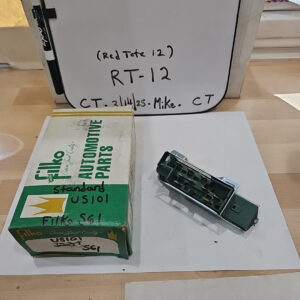 (Red Tote 12)
RT-12
CT. 2/14/25. Mike. CT
filko
AUTOMOTIVE
PARTS
Standard
US101
Filko S61
filko
US101
S61